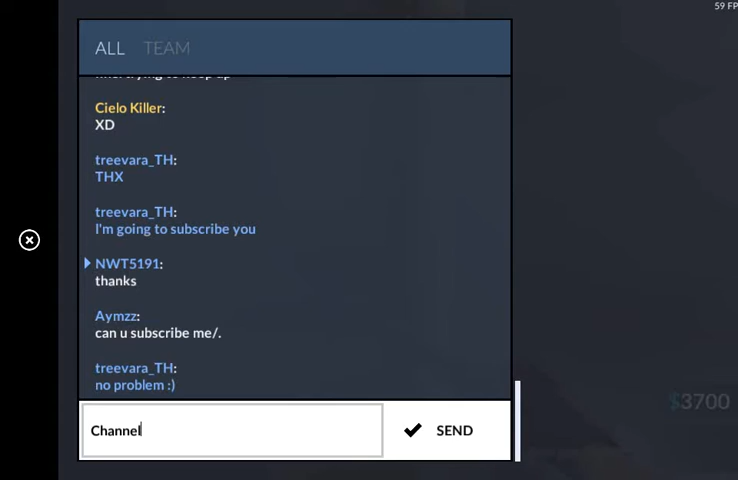 59 FP
ALL TEAM
Cielo Killer:
XD
treevara_TH:
THX
treevara_TH:
I'm going to subscribe you
NWT5191:
thanks
Aymzz:
can u subscribe me/.
treevara_TH:
no problem :)
$3700
Channel
SEND